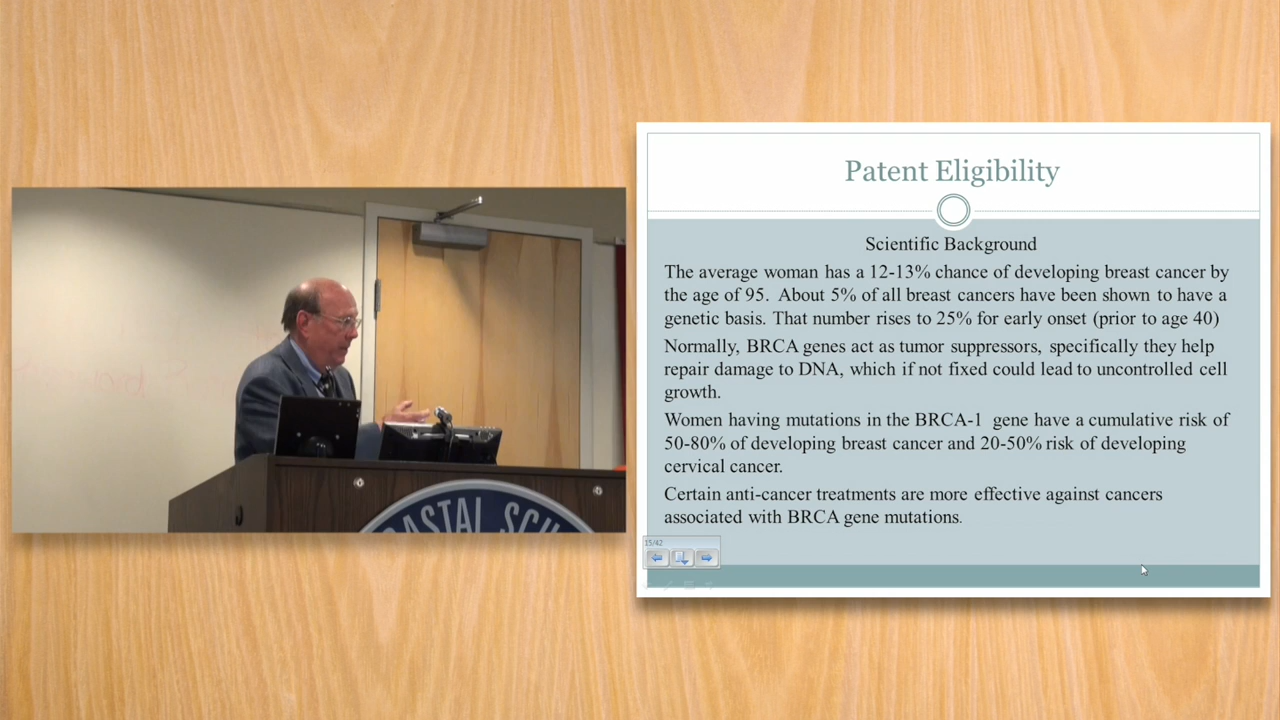 Patent Eligibility
Scientific Background
The average woman has a 12-13% chance of developing breast cancer by
the age of 95. About 5% of all breast cancers have been shown to have a
genetic basis. That number rises to 25% for early onset (prior to age 40)
Normally, BRCA genes act as tumor suppressors, specifically they help
repair damage to DNA, which if not fixed could lead to uncontrolled cell
growth.
Women having mutations in the BRCA-1 gene have a cumulative risk of
50-80% of developing breast cancer and 20-50% risk of developing
cervical cancer.
Certain anti-cancer treatments are more effective against cancers
associated with BRCA gene mutations.
15/42